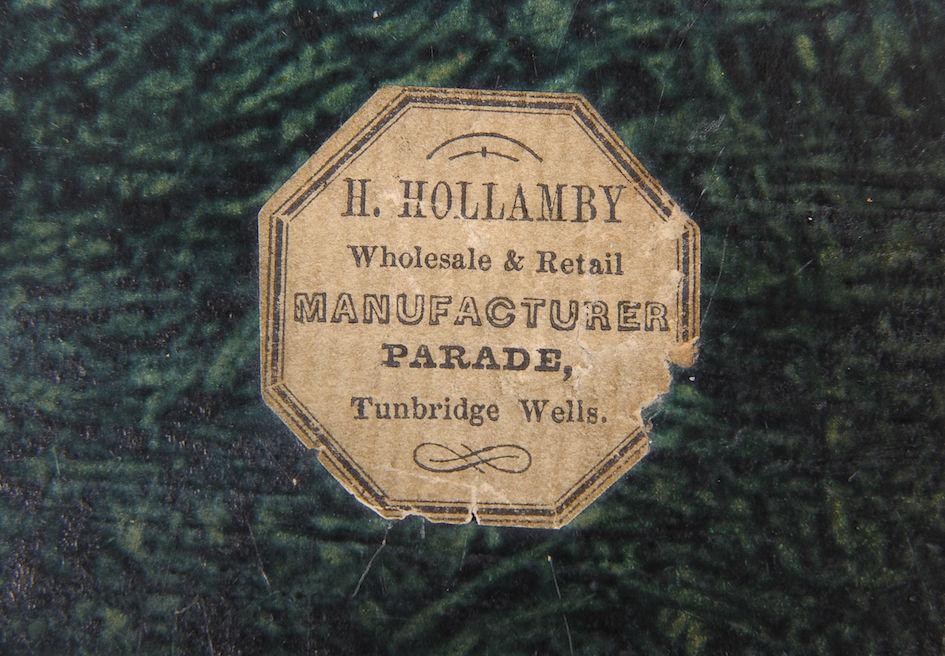 H. HOLLAMBY
Wholesale & Retail
MANUFACTURER
PARADE,
Tunbridge Wells.